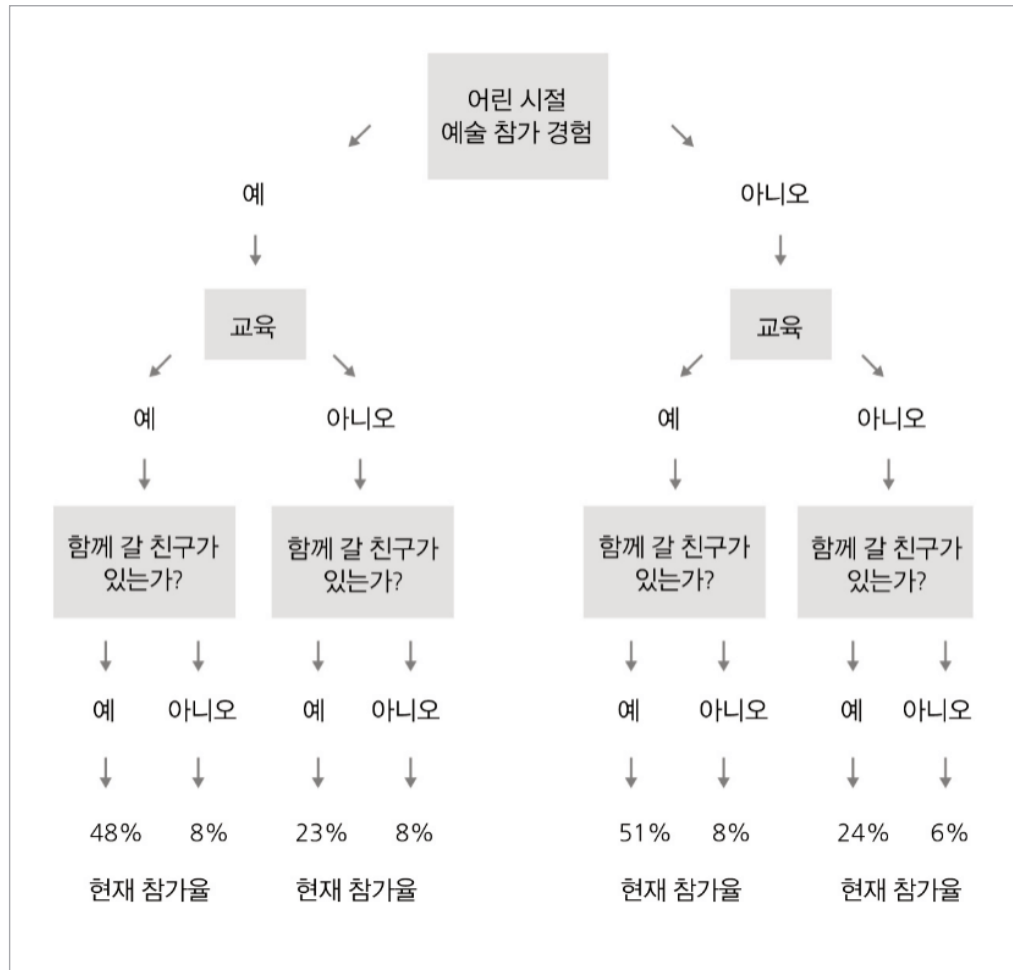 어린 시절
예술 참가 경험
예 아니오
교육 교육
예 아니오 예 아니오
함께 갈 친구가 함께 갈 친구가 함께 갈 친구가 함께 갈 친구가
있는가? 있는가? 있는가? 있는가?
예 아니오 예 아니오 예 아니오 예 아니오
48% 8% 23% 8% 51% 8% 24% 6%
현재 참가율 현재 참가율 현재 참가율 현재 참가율